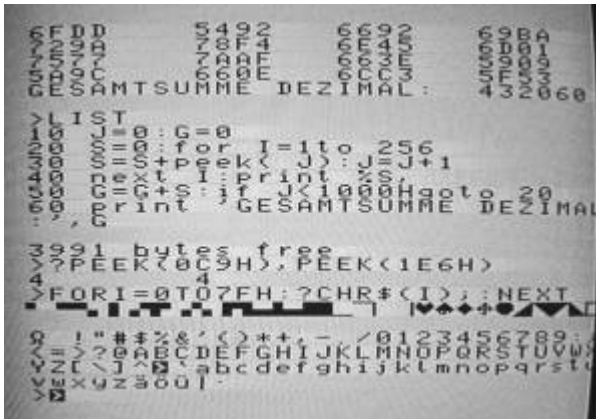 6FDD 5492 6692 69BA
729A 78F4 6E45 6D01
7577 7AAF 663E 5909
5A9C 660E 6CC3 5F53
GESAMTSUMME DEZIMAL: 432060
>LIST
10 J=0:G=0
20 S=0:for I=1to 256
30 S=S+peek( J):J=J+1
40 next I:print %S,
50 G=G+S:if J<1000Hgoto 20
60 print 'GESAMTSUMME DEZIMAL
:',G
3991 bytes free
>?PEEK(0C9H),PEEK(1E6H)
4 4
>FORI=0TO7FH:?CHR$(I);:NEXT
!"#$%&'()*+,-./0123456789:;
<=>?@ABCDEFGHIJKLMNOPQRSTUVWX
YZ[\]^ `abcdefghijklmnopqrstu
vwxyzäöü|
>